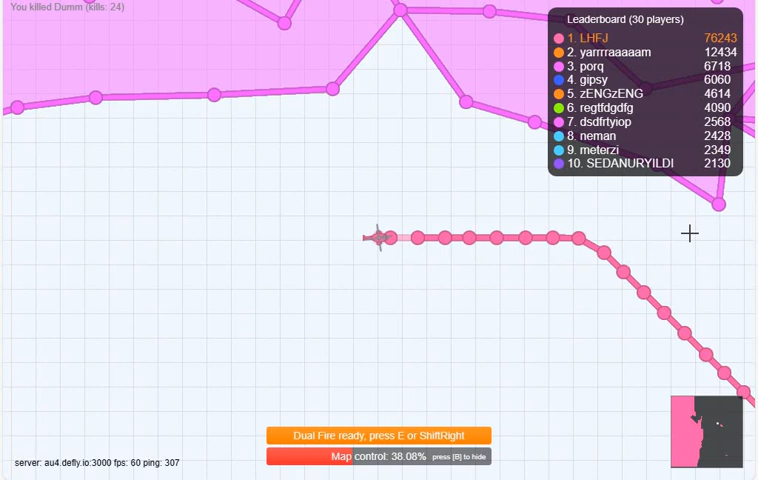 You killed Dumm (kills: 24)
Leaderboard (30 players)
1. LHFJ 76243
2. yarrrraaaaam 12434
3. porq 6718
4. gipsy 6060
5. zENGzENG 4614
6. regtfdgdfg 4090
7. dsdfrtyiop 2568
8. neman 2428
9. meterzi 2349
10. SEDANURYILDI 2130
Dual Fire ready, press E or ShiftRight
Map control: 38.08% press [B] to hide
server: au4.defly.io:3000 fps: 60 ping: 307